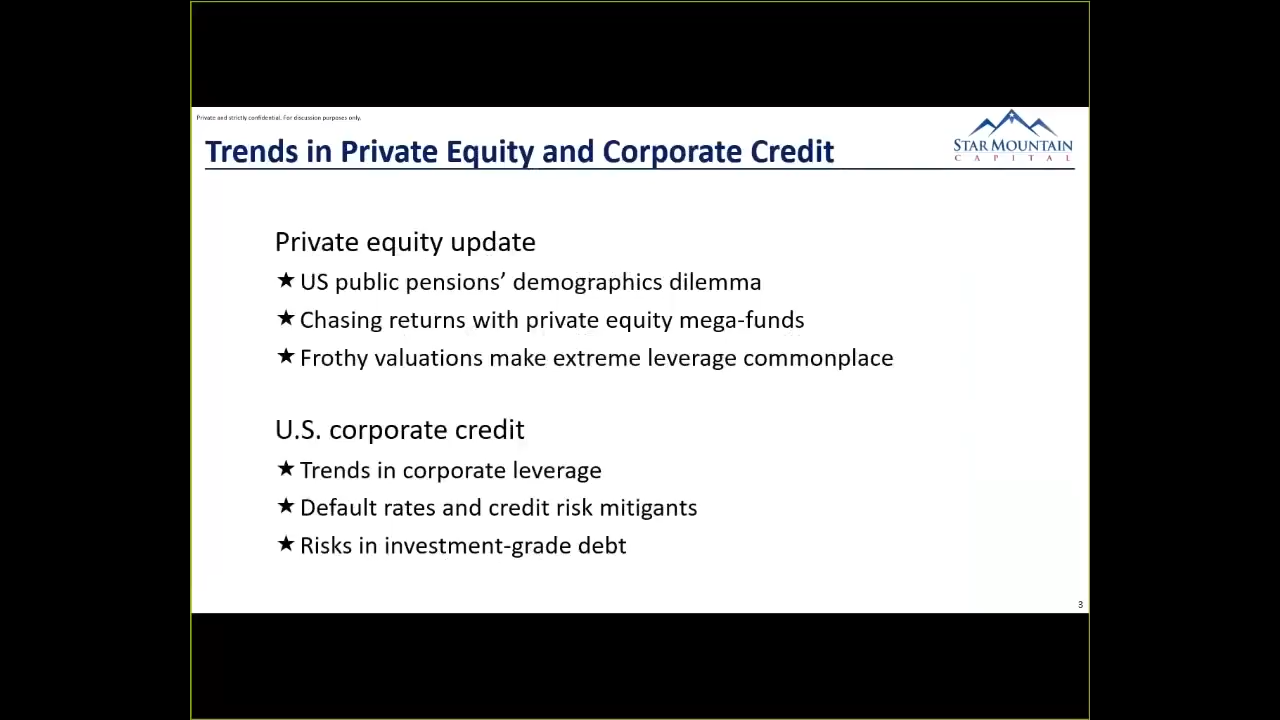 Private and strictly confidential. For discussion purposes only.
Trends in Private Equity and Corporate Credit
STAR MOUNTAIN
CAPITAL
Private equity update
★ US public pensions’ demographics dilemma
★ Chasing returns with private equity mega-funds
★ Frothy valuations make extreme leverage commonplace
U.S. corporate credit
★ Trends in corporate leverage
★ Default rates and credit risk mitigants
★ Risks in investment-grade debt
3